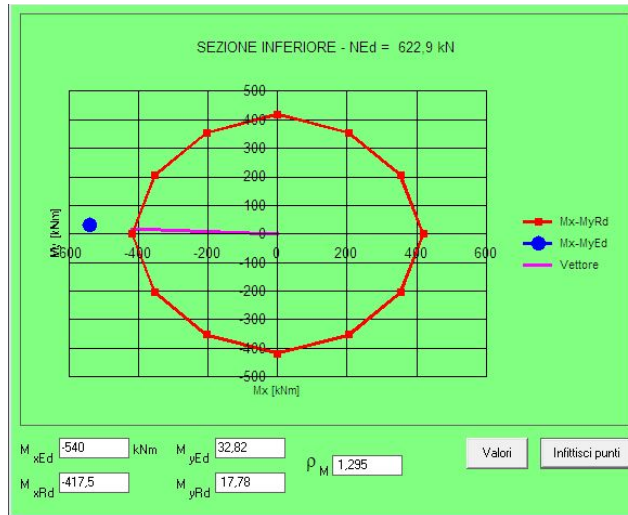 SEZIONE INFERIORE - NEd = 622,9 kN
500
400
300
200
100
0
-100
-200
-300
-400
-500
-600 -400 -200 0 200 400 600
My [kNm]
Mx [kNm]
Mx-MyRd
Mx-MyEd
Vettore
M xEd -540 kNm M yEd 32,82
ρ M 1,295
Valori Infittisci punti
M xRd -417,5 M yRd 17,78